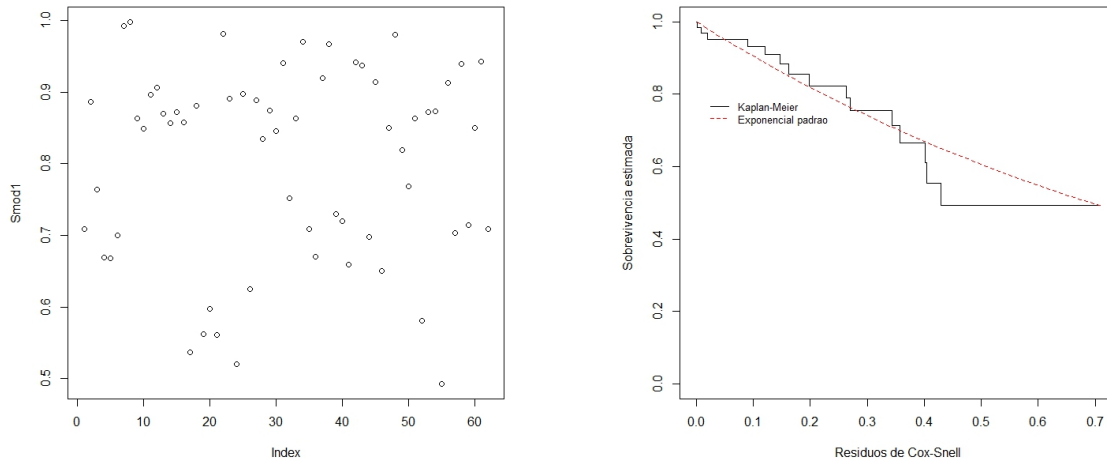 Smod1
1.0
0.9
0.8
0.7
0.6
0.5
0 10 20 30 40 50 60
Index
Sobrevivencia estimada
1.0
0.8
0.6
0.4
0.2
0.0
Kaplan-Meier
Exponencial padrao
0.0 0.1 0.2 0.3 0.4 0.5 0.6 0.7
Residuos de Cox-Snell